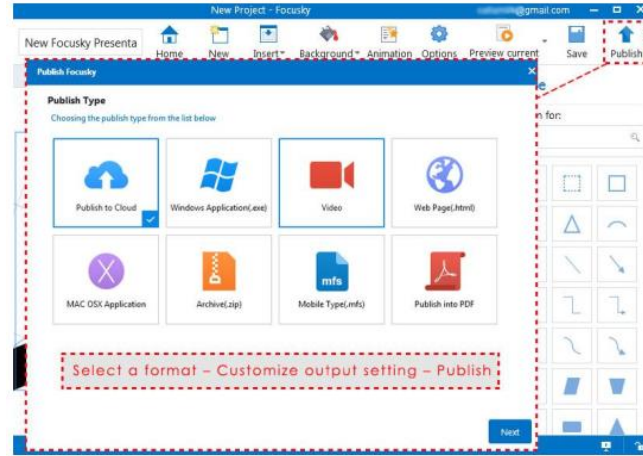 New Project - Focusky
@gmail.com
New Focusky Presenta
Home New Insert Background Animation Options Preview current Save Publish
Publish Focusky
Publish Type
Choosing the publish type from the list below
n for:
Publish to Cloud Windows Application(.exe) Video Web Page(.html)
mfs
MAC OSX Application Archive(.zip) Mobile Type(.mfs) Publish into PDF
Select a format – Customize output setting – Publish
Next